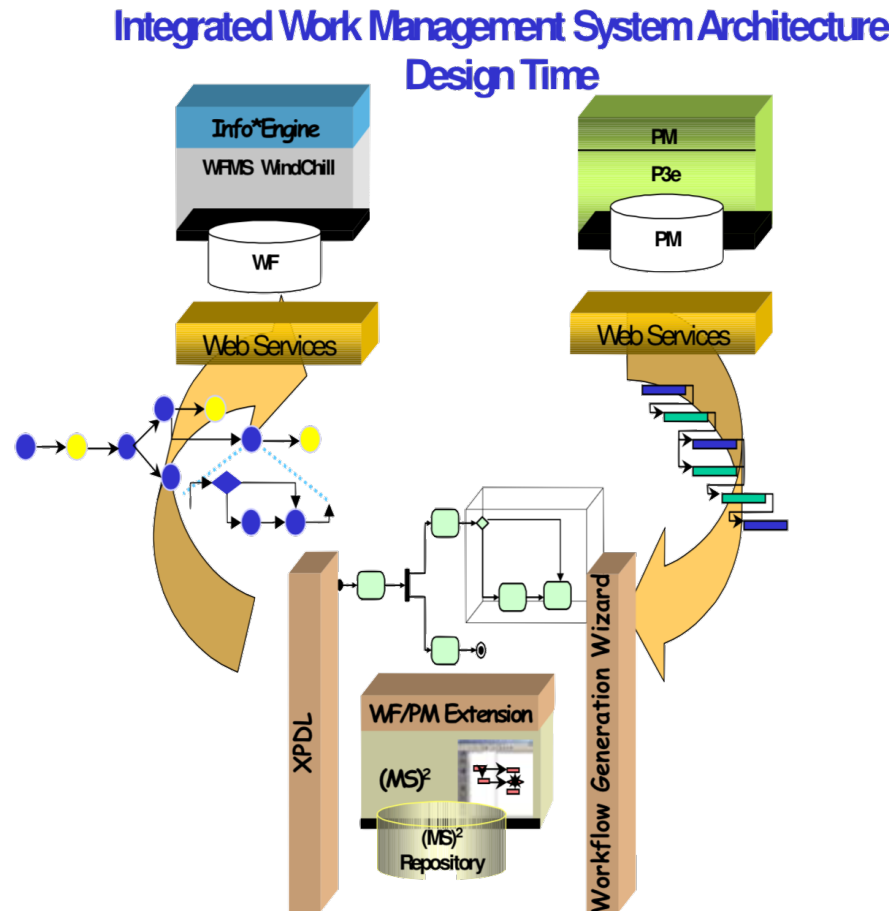 Integrated Work Management System Architecture
Design Time
Info*Engine
WFMS WindChill
WF
Web Services
PM
P3e
PM
Web Services
XPDL
WF/PM Extension
(MS)²
(MS)²
Repository
Workflow Generation Wizard